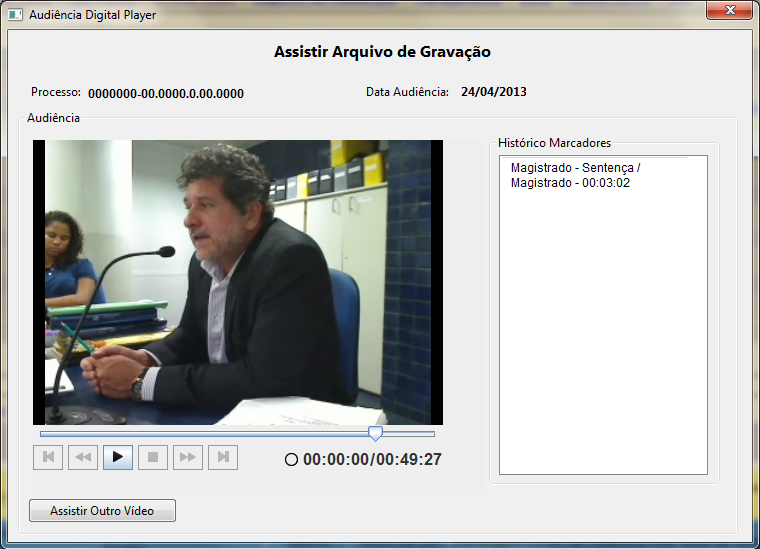 Audiência Digital Player
Assistir Arquivo de Gravação
Processo: 0000000-00.0000.0.00.0000
Data Audiência: 24/04/2013
Audiência
Histórico Marcadores
Magistrado - Sentença /
Magistrado - 00:03:02
00:00:00/00:49:27
Assistir Outro Vídeo